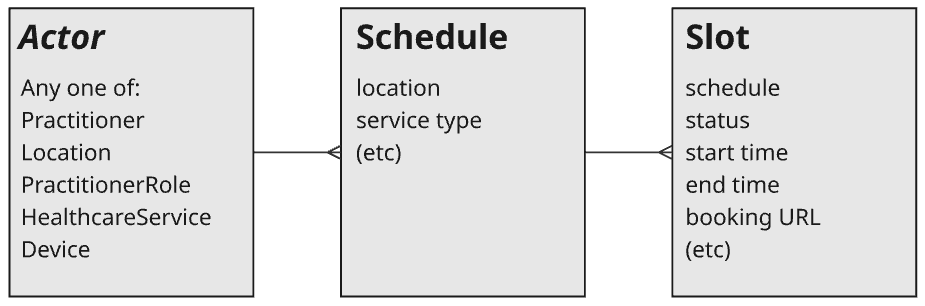 Actor
Any one of:
Practitioner
Location
PractitionerRole
HealthcareService
Device
Schedule
location
service type
(etc)
Slot
schedule
status
start time
end time
booking URL
(etc)